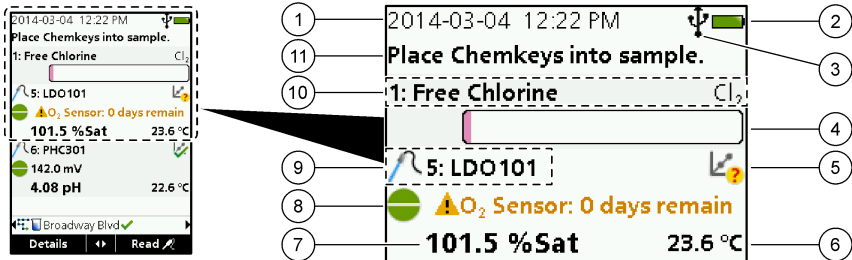 2014-03-04 12:22 PM
Place Chemkeys into sample.
1: Free Chlorine Cl2
5: LDO101
O2 Sensor: 0 days remain
101.5 %Sat 23.6 °C
6: PHC301
142.0 mV
4.08 pH 22.6 °C
Broadway Blvd
Details Read
1
11
10
9
8
7
2014-03-04 12:22 PM
Place Chemkeys into sample.
1: Free Chlorine Cl2
5: LDO101
?
O2 Sensor: 0 days remain
101.5 %Sat 23.6 °C
2
3
4
5
6